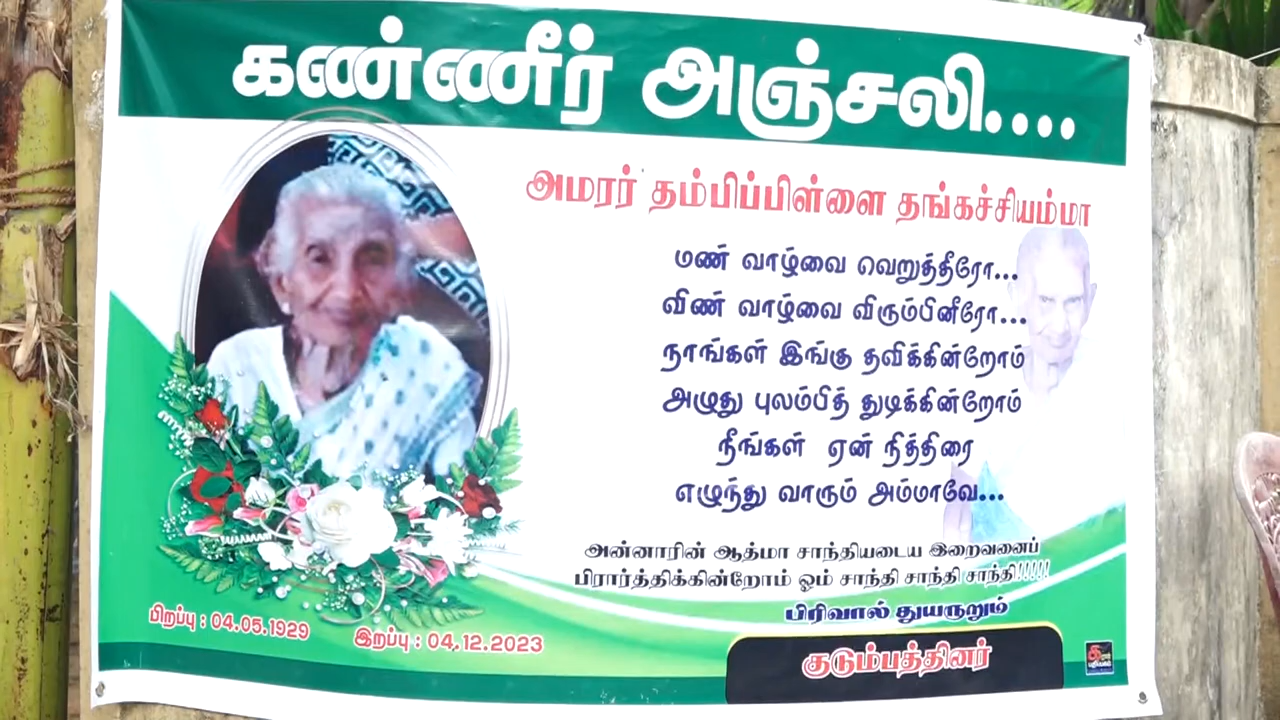 கண்ணீர் அஞ்சலி....
அமரர் தம்பிப்பிள்ளை தங்கச்சியம்மா
மண் வாழ்வை வெறுத்தீரோ...
விண் வாழ்வை விரும்பினீரோ...
நாங்கள் இங்கு தவிக்கின்றோம்
அழுது புலம்பித் துடிக்கின்றோம்
நீங்கள் ஏன் நித்திரை
எழுந்து வாரும் அம்மாவே...
அன்னாரின் ஆத்மா சாந்தியடைய இறைவனைப்
பிரார்த்திக்கின்றோம் ஓம் சாந்தி சாந்தி சாந்தி!!!!!
பிரிவால் துயருறும்
குடும்பத்தினர்
பிறப்பு : 04.05.1929
இறப்பு : 04.12.2023